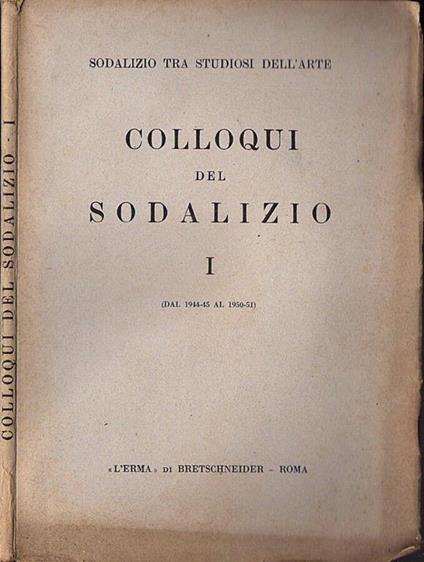 COLLOQUI DEL SODALIZIO - I
SODALIZIO TRA STUDIOSI DELL'ARTE
COLLOQUI
DEL
SODALIZIO
I
(DAL 1944-45 AL 1950-51)
«L'ERMA» DI BRETSCHNEIDER - ROMA